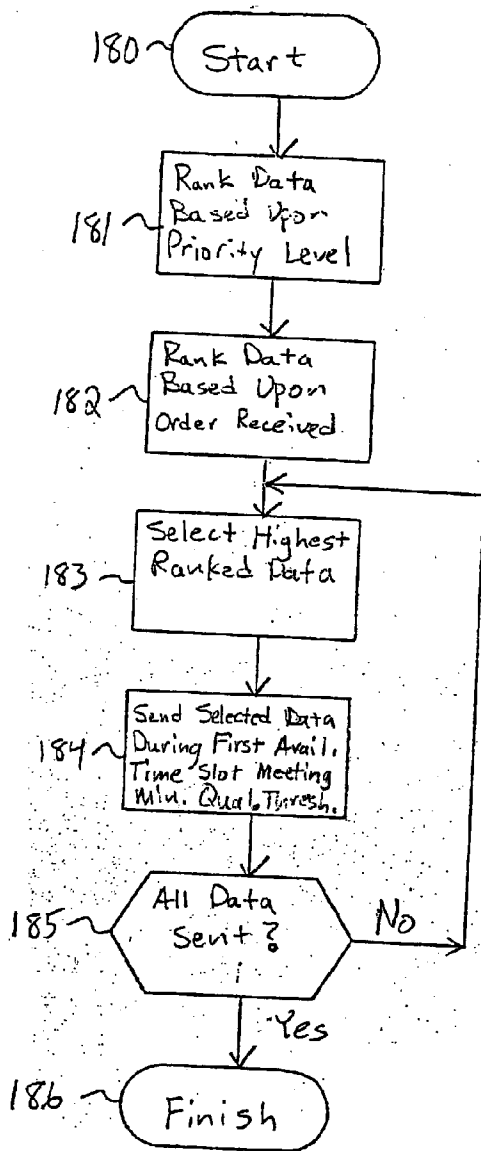 180
Start
181
Rank Data
Based Upon
Priority Level
182
Rank Data
Based Upon
Order Received
183
Select Highest
Ranked Data
184
Send Selected Data
During First Avail.
Time Slot Meeting
Min. Qual. Thresh.
185
All Data
Sent?
No
Yes
186
Finish